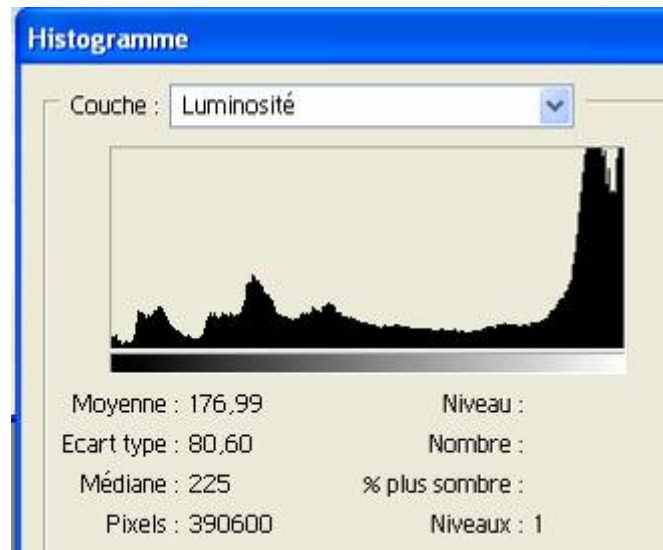 Histogramme
Couche : Luminosité
Moyenne : 176,99 Niveau :
Ecart type : 80,60 Nombre :
Médiane : 225 % plus sombre :
Pixels : 390600 Niveaux : 1